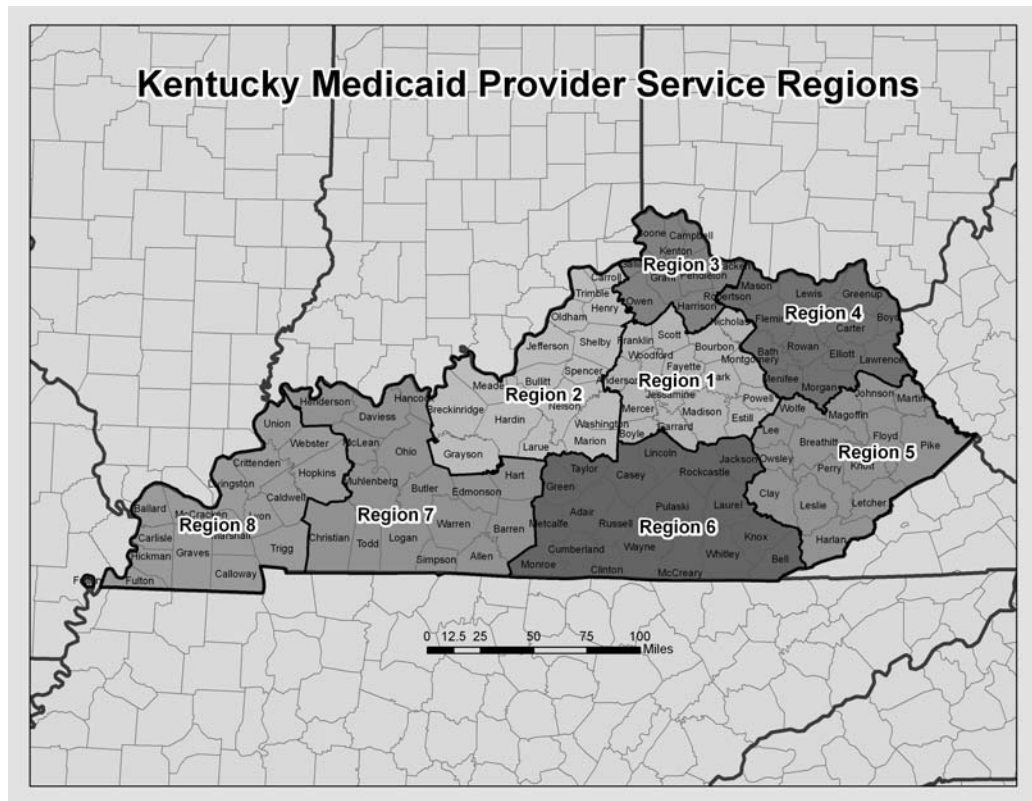 Kentucky Medicaid Provider Service Regions
Campbell
Kenton
Region 3
Grant
Pendleton
Carroll
Owen
Harrison
Robertson
Mason
Lewis
Greenup
Trimble
Henry
Oldham
Region 4
Carter
Nicholas
Franklin
Scott
Bourbon
Jefferson
Shelby
Woodford
Fayette
Montgomery
Bath
Rowan
Elliott
Lawrence
Spencer
Region 1
Menifee
Morgan
Meade
Bullitt
Region 2
Nelson
Jessamine
Powell
Johnson
Martin
Henderson
Daviess
Breckinridge
Hardin
Mercer
Madison
Estill
Wolfe
Magoffin
Union
Washington
Boyle
Garrard
Lee
Floyd
Pike
Webster
McLean
Ohio
Larue
Marion
Breathitt
Grayson
Lincoln
Jackson
Owsley
Region 5
Crittenden
Hopkins
Hart
Taylor
Casey
Rockcastle
Perry
Muhlenberg
Butler
Edmonson
Green
Clay
Leslie
Letcher
Caldwell
Pulaski
Laurel
Ballard
Region 8
Region 7
Adair
Russell
Region 6
Warren
Barren
Metcalfe
Knox
Harlan
Carlisle
Christian
Todd
Logan
Hickman
Graves
Trigg
Simpson
Allen
Cumberland
Wayne
Whitley
Bell
Monroe
Clinton
McCreary
Calloway
Fulton
0 12.5 25 50 75 100
Miles